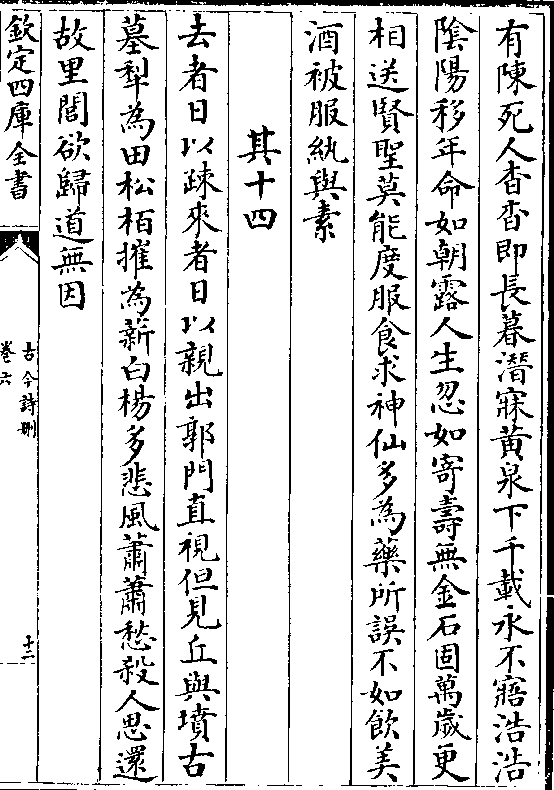 有陳死人杳杳即長暮潛寐黄泉下千載永不寤浩浩
陰陽移年命如朝露人生忽如寄壽無金石固萬歲更
相送賢聖莫能度服食求神仙多為藥所誤不如飲美
酒被服紈與素
其十四
去者日以疎來者日以親出郭門直視但見丘與墳古
墓犁為田松栢摧為薪白楊多悲風蕭蕭愁殺人思還
故里閭欲歸道無因
欽定四庫全書
古今詩刪
卷六
十二